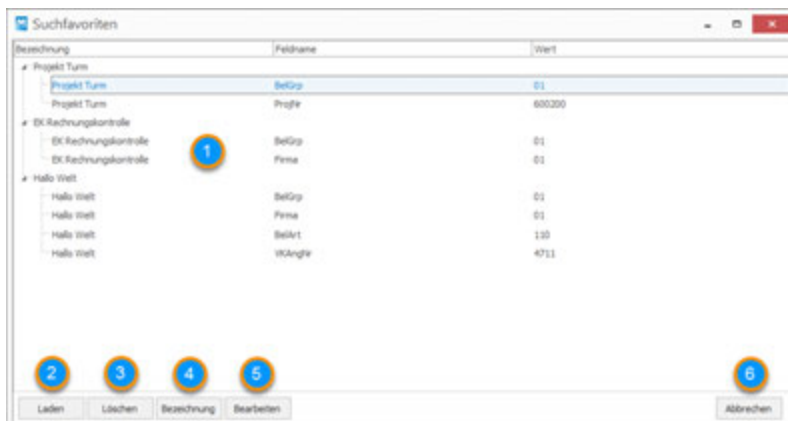 Suchfavoriten
Bezeichnung Feldname Wert
Projekt Turm
Projekt Turm BelGrp 01
Projekt Turm ProjNr 600200
EK Rechnungskontrolle
EK Rechnungskontrolle BelGrp 01
EK Rechnungskontrolle Firma 01
1
Hallo Welt
Hallo Welt BelGrp 01
Hallo Welt Firma 01
Hallo Welt BelArt 110
Hallo Welt VKAngNr 4711
2 3 4 5 6
Laden Löschen Bezeichnung Bearbeiten Abbrechen